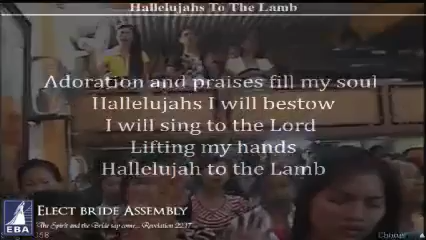 Hallelujahs To The Lamb
Adoration and praises fill my soul
Hallelujahs I will bestow
I will sing to the Lord
Lifting my hands
Hallelujah to the Lamb
ELECT BRIDE ASSEMBLY
The Spirit and the Bride say come... Revelation 22:17
EBA
Chorus